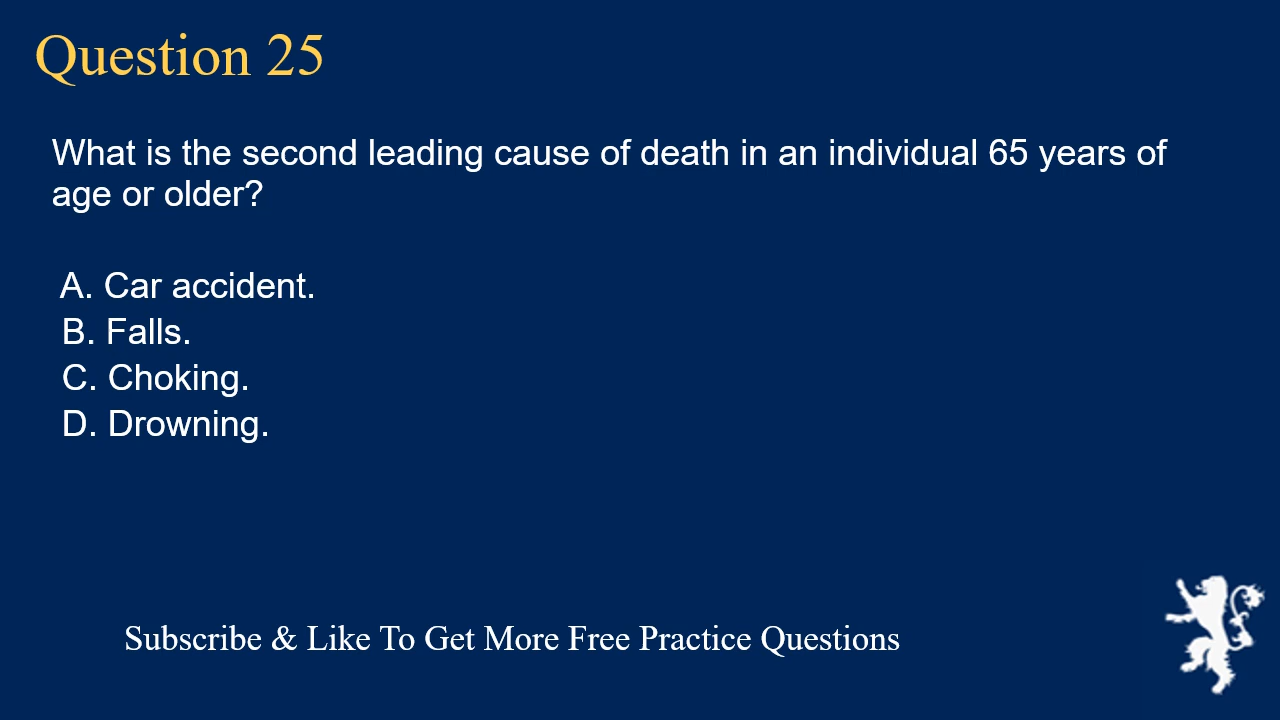 Question 25
What is the second leading cause of death in an individual 65 years of
age or older?
A. Car accident.
B. Falls.
C. Choking.
D. Drowning.
Subscribe & Like To Get More Free Practice Questions